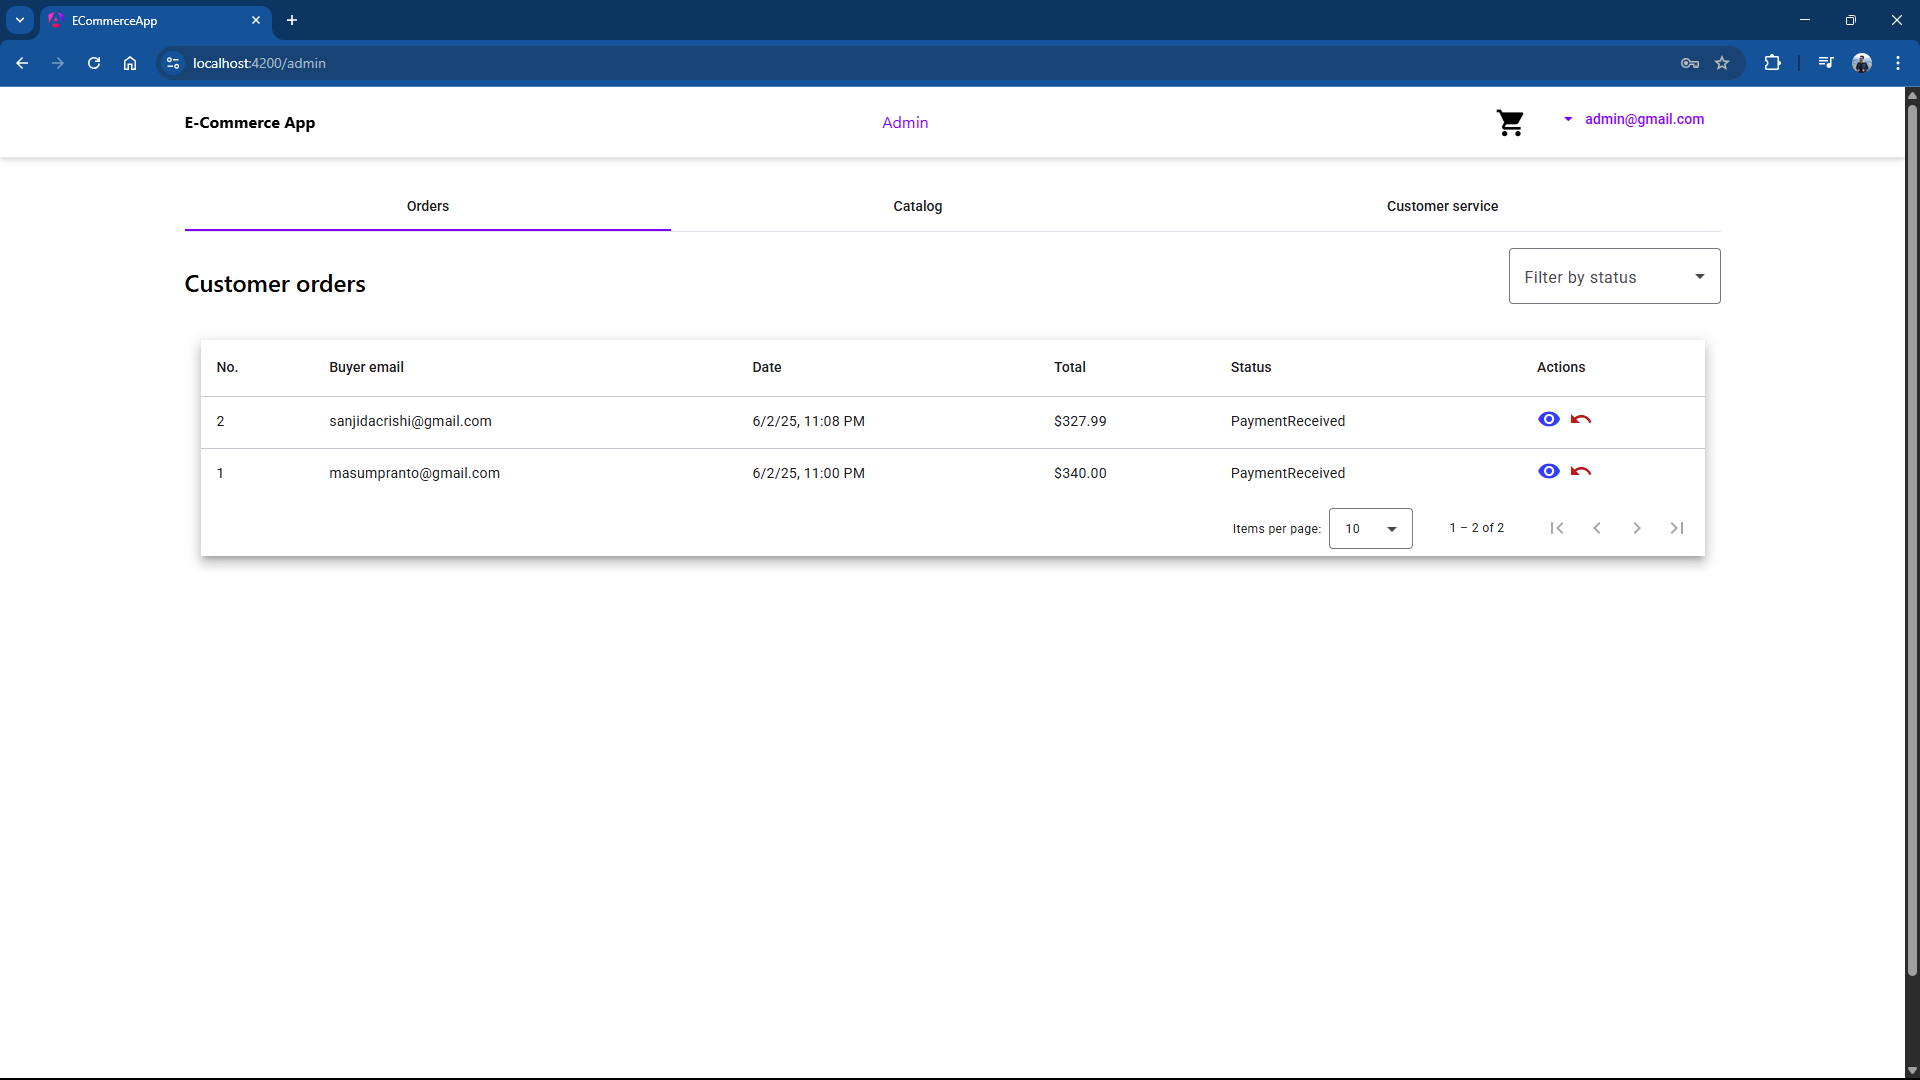 ECommerceApp
localhost:4200/admin
E-Commerce App Admin admin@gmail.com
Orders Catalog Customer service
Customer orders Filter by status
No. Buyer email Date Total Status Actions
2 sanjidacrishi@gmail.com 6/2/25, 11:08 PM $327.99 PaymentReceived
1 masumpranto@gmail.com 6/2/25, 11:00 PM $340.00 PaymentReceived
Items per page: 10 1 – 2 of 2